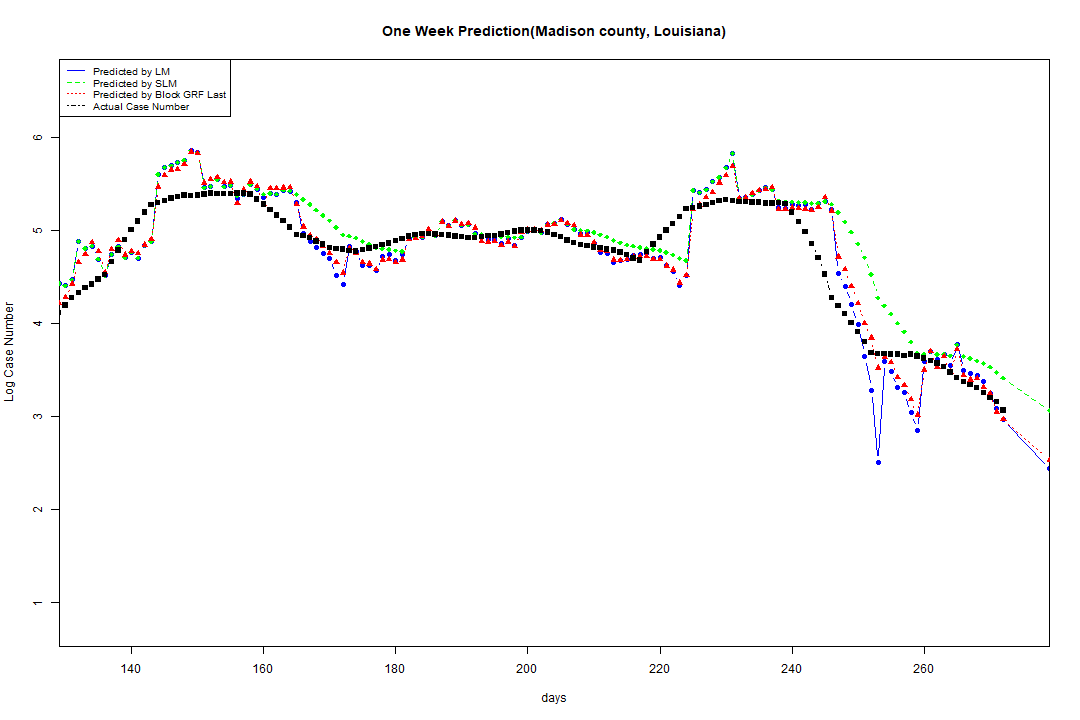 One Week Prediction(Madison county, Louisiana)
Predicted by LM
Predicted by SLM
Predicted by Block GRF Last
Actual Case Number
6
5
4
3
2
1
Log Case Number
140 160 180 200 220 240 260
days